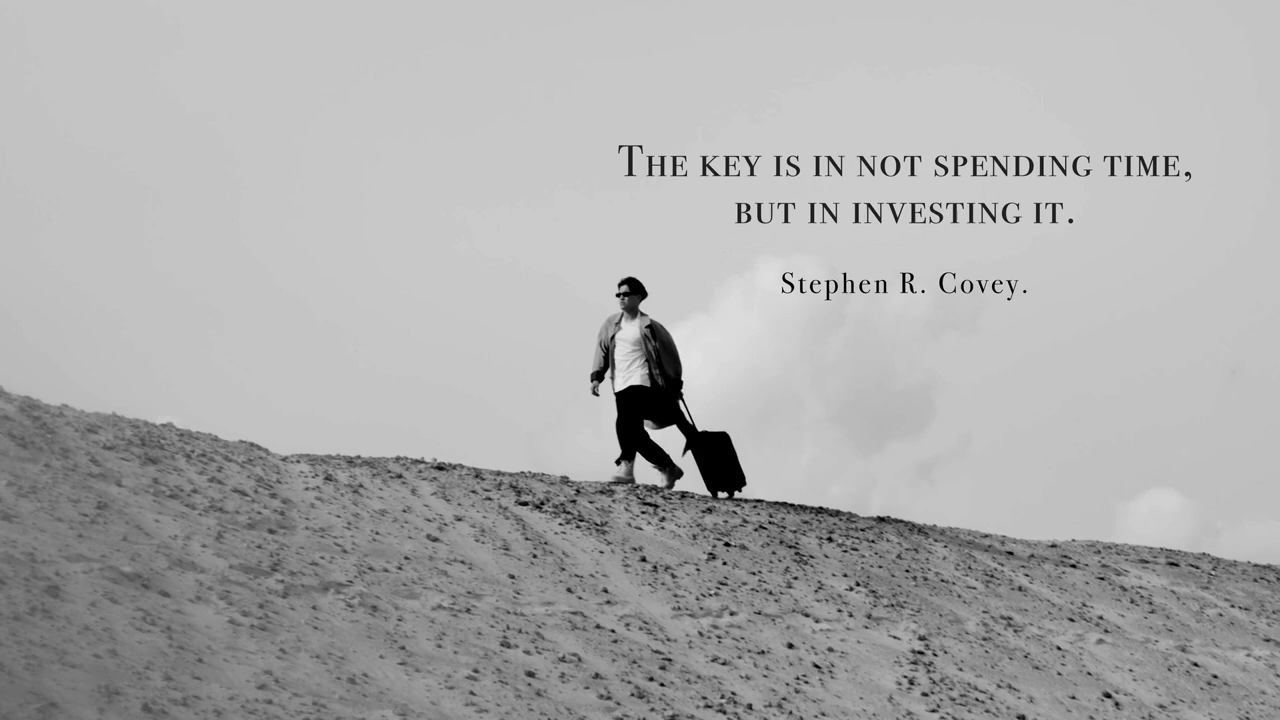 The key is in not spending time,
but in investing it.
Stephen R. Covey.